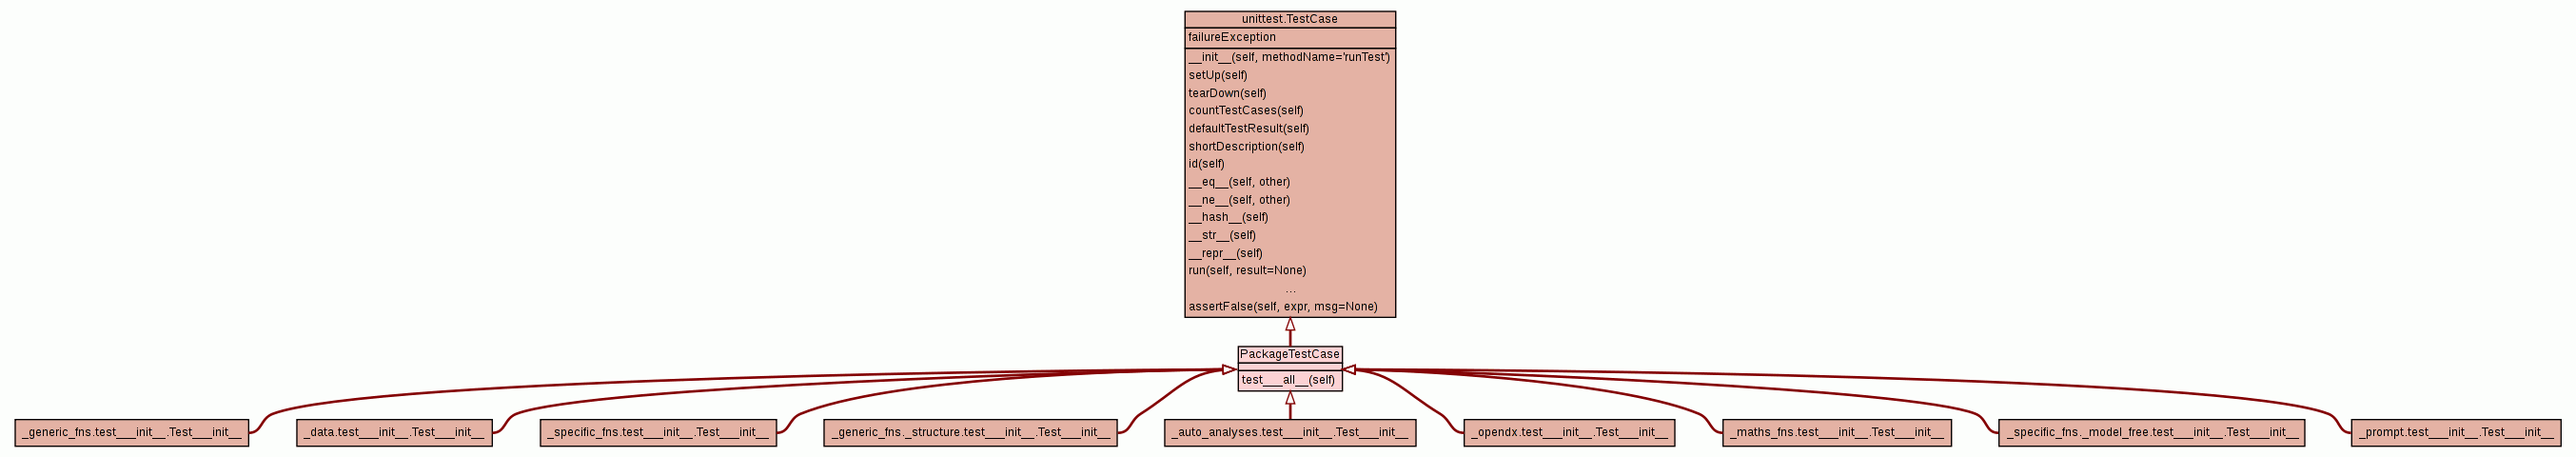 unittest.TestCase
failureException
__init__(self, methodName='runTest')
setUp(self)
tearDown(self)
countTestCases(self)
defaultTestResult(self)
shortDescription(self)
id(self)
__eq__(self, other)
__ne__(self, other)
__hash__(self)
__str__(self)
__repr__(self)
run(self, result=None)
...
assertFalse(self, expr, msg=None)
PackageTestCase
test___all__(self)
_generic_fns.test___init__.Test___init__
_data.test___init__.Test___init__
_specific_fns.test___init__.Test___init__
_generic_fns._structure.test___init__.Test___init__
_auto_analyses.test___init__.Test___init__
_opendx.test___init__.Test___init__
_maths_fns.test___init__.Test___init__
_specific_fns._model_free.test___init__.Test___init__
_prompt.test___init__.Test___init__